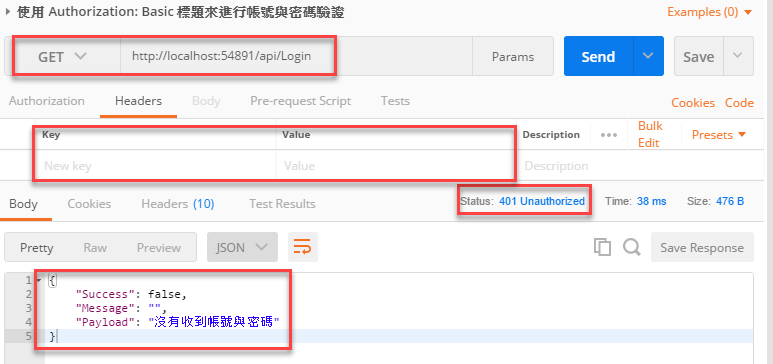 使用 Authorization: Basic 標題來進行帳號與密碼驗證 Examples (0)
GET http://localhost:54891/api/Login Params Send Save
Authorization Headers Body Pre-request Script Tests Cookies Code
Key Value Description ••• Bulk Edit Presets
New key Value Description
Body Cookies Headers (10) Test Results Status: 401 Unauthorized Time: 38 ms Size: 476 B
Pretty Raw Preview JSON Save Response
1 {
2 "Success": false,
3 "Message": "",
4 "Payload": "沒有收到帳號與密碼"
5 }